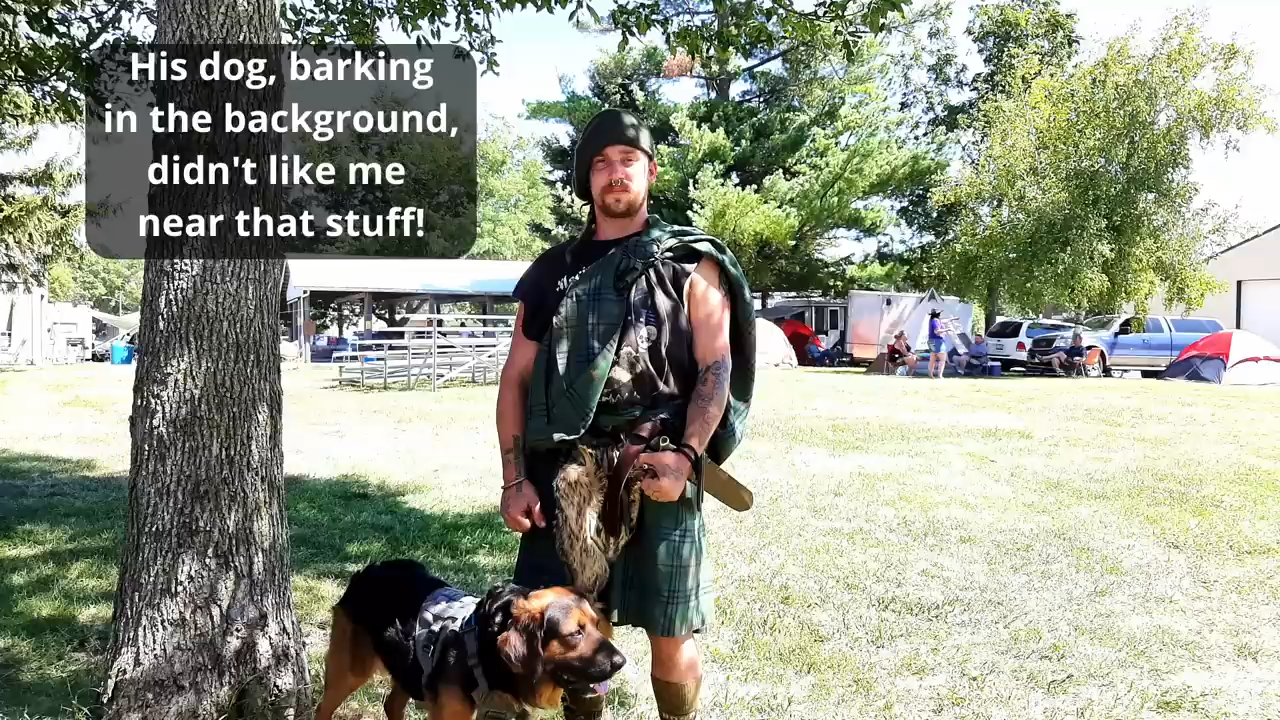 His dog, barking
in the background,
didn't like me
near that stuff!